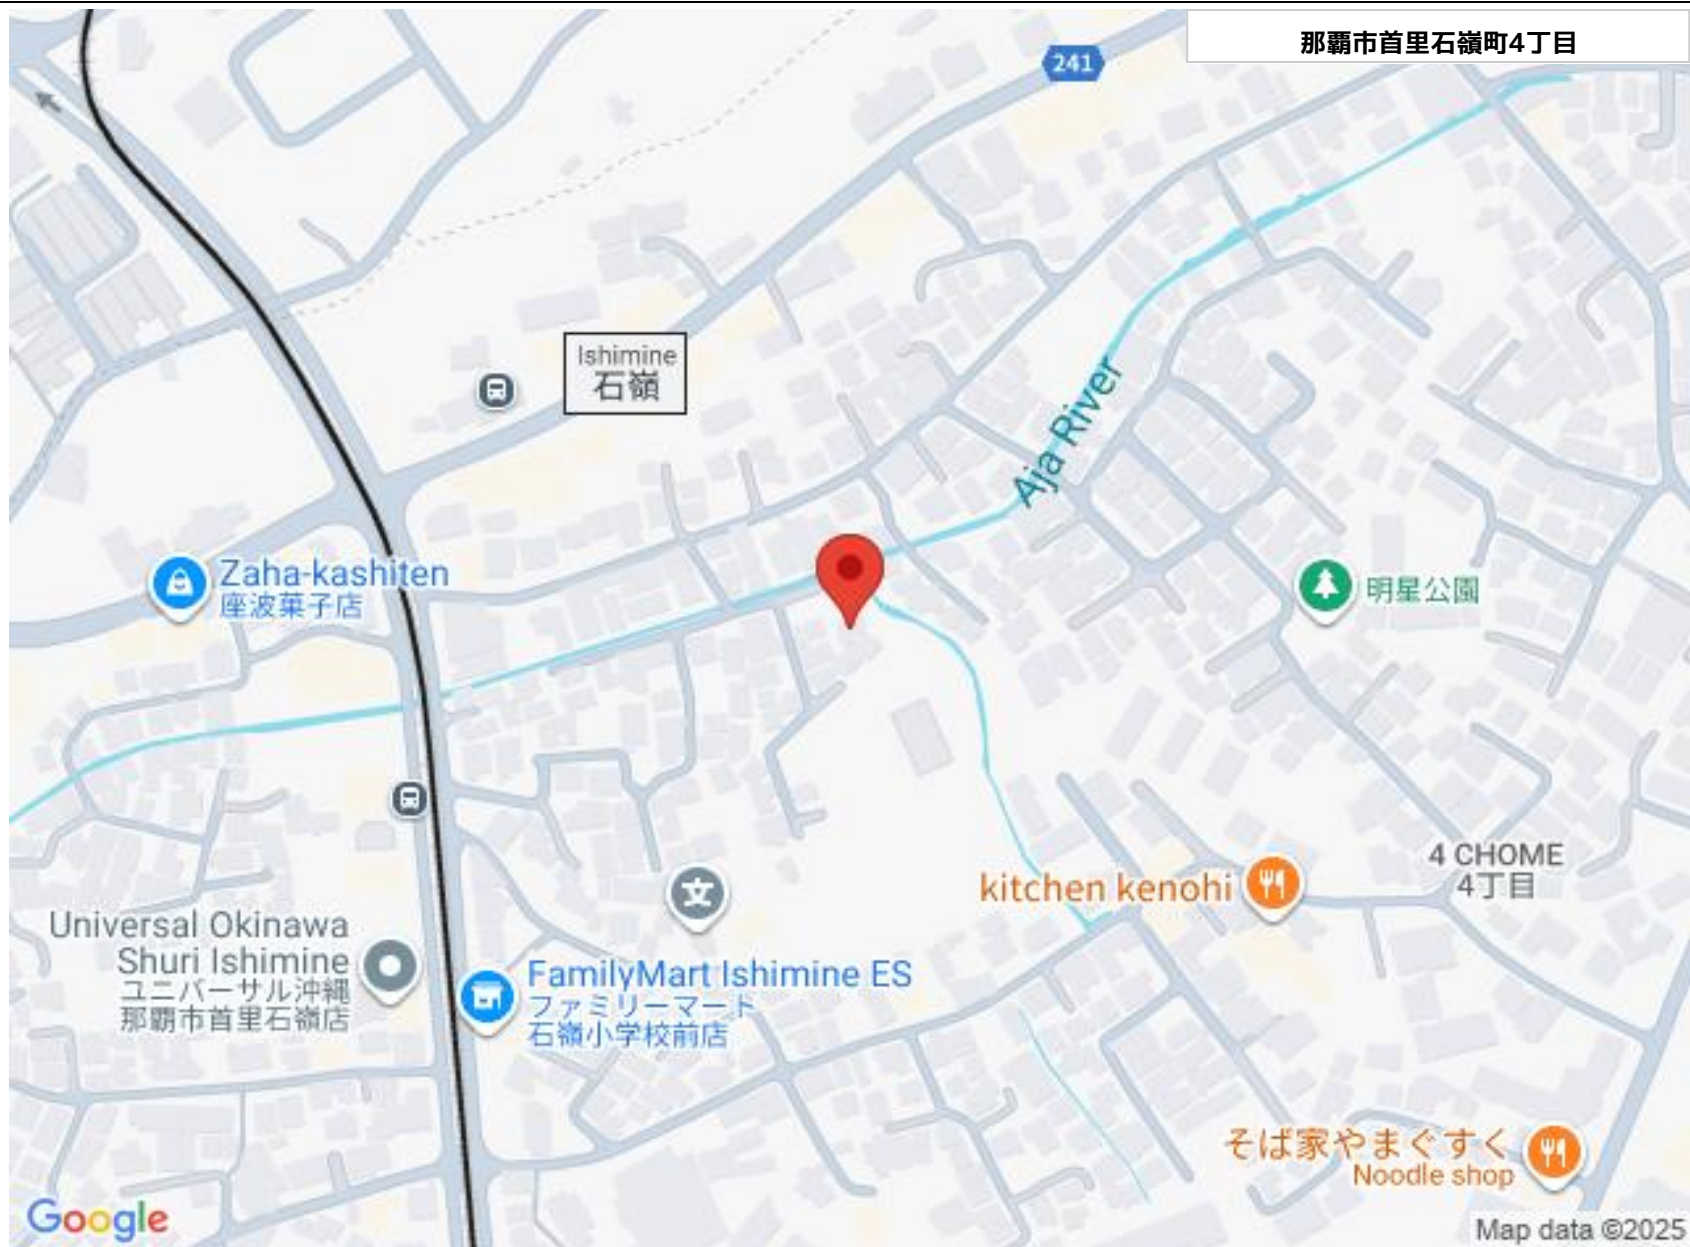 那覇市首里石嶺町4丁目
241
Ishimine
石嶺
Aja River
Zaha-kashiten
座波菓子店
明星公園
4 CHOME
4丁目
kitchen kenohi
文
Universal Okinawa
Shuri Ishimine
ユニバーサル沖縄
那覇市首里石嶺店
FamilyMart Ishimine ES
ファミリーマート
石嶺小学校前店
そば家やまぐすく
Noodle shop
Google
Map data ©2025